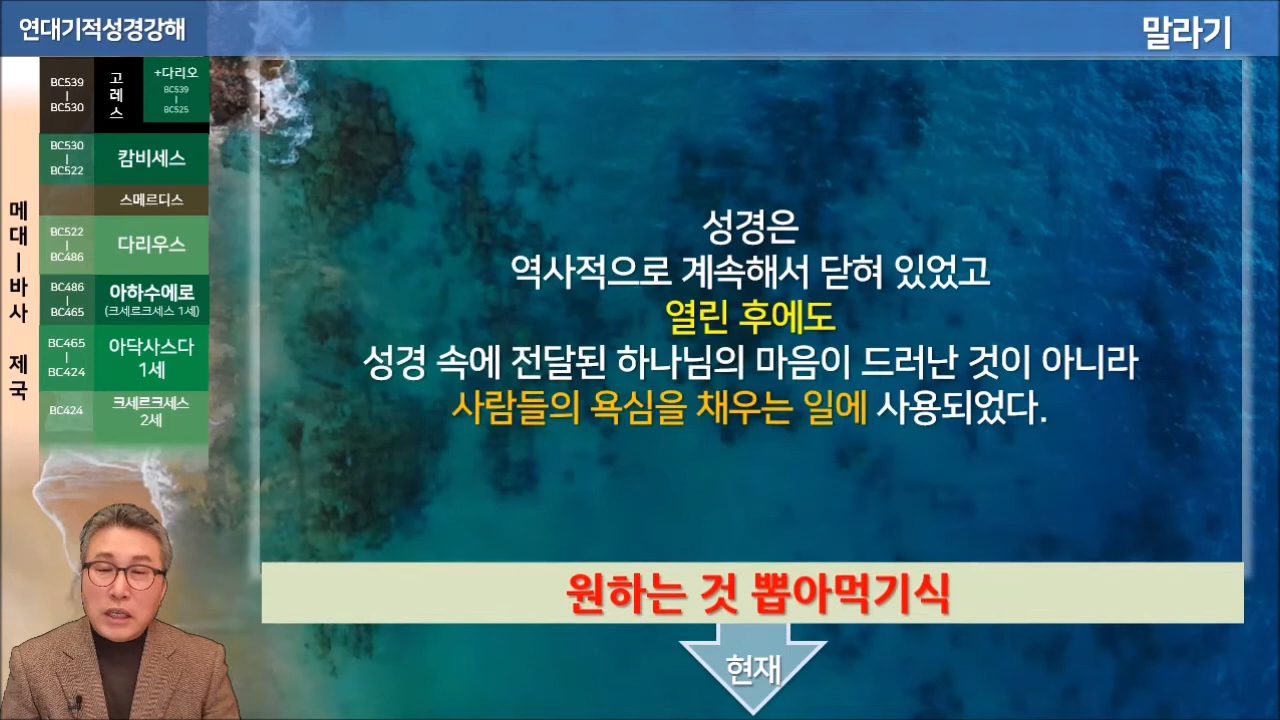 연대기적성경강해
말라기
메대ㅣ바사 제국
BC539
ㅣ
BC530
고레스
+다리오
BC539
ㅣ
BC525
BC530
ㅣ
BC522
캄비세스
스메르디스
BC522
ㅣ
BC486
다리우스
BC486
ㅣ
BC465
아하수에로
(크세르크세스 1세)
BC465
ㅣ
BC424
아닥사스다
1세
BC424
크세르크세스
2세
성경은
역사적으로 계속해서 닫혀 있었고
열린 후에도
성경 속에 전달된 하나님의 마음이 드러난 것이 아니라
사람들의 욕심을 채우는 일에 사용되었다.
원하는 것 뽑아먹기식
현재